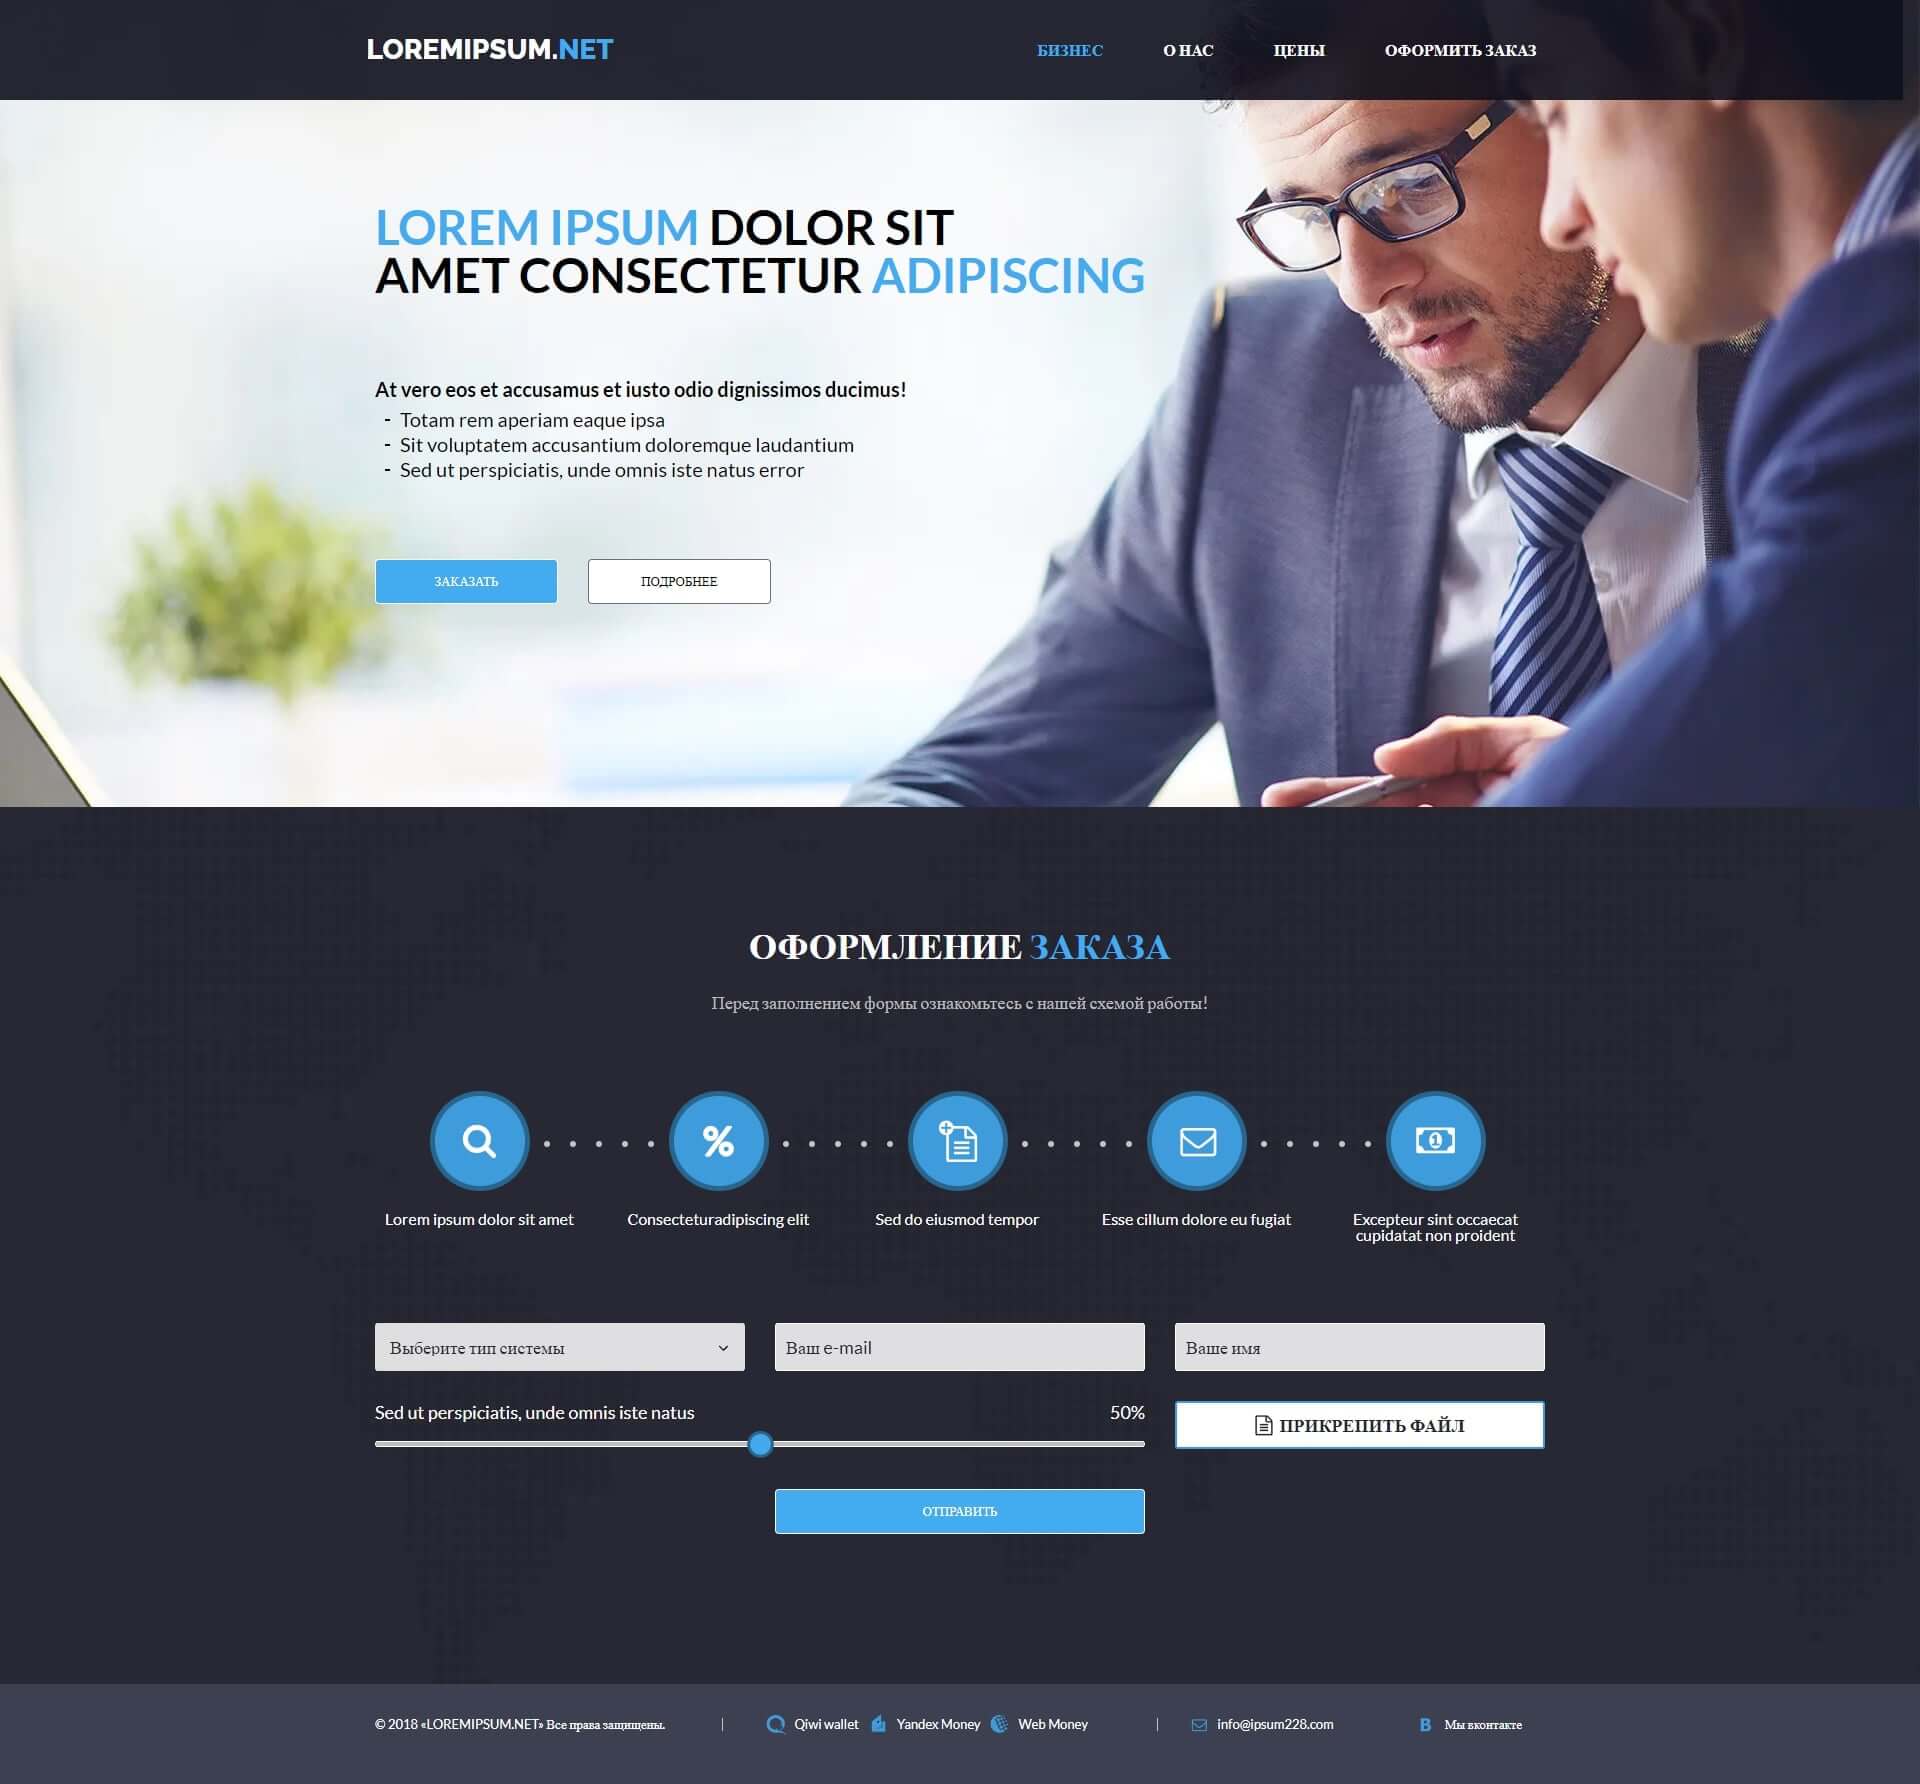 LOREMIPSUM.NET
БИЗНЕС О НАС ЦЕНЫ ОФОРМИТЬ ЗАКАЗ
LOREM IPSUM DOLOR SIT
AMET CONSECTETUR ADIPISCING
At vero eos et accusamus et iusto odio dignissimos ducimus!
- Totam rem aperiam eaque ipsa
- Sit voluptatem accusantium doloremque laudantium
- Sed ut perspiciatis, unde omnis iste natus error
ЗАКАЗАТЬ ПОДРОБНЕЕ
ОФОРМЛЕНИЕ ЗАКАЗА
Перед заполнением формы ознакомьтесь с нашей схемой работы!
Lorem ipsum dolor sit amet
Consecteturadipiscing elit
Sed do eiusmod tempor
Esse cillum dolore eu fugiat
Excepteur sint occaecat
cupidatat non proident
Выберите тип системы
Ваш e-mail
Ваше имя
Sed ut perspiciatis, unde omnis iste natus 50%
ПРИКРЕПИТЬ ФАЙЛ
ОТПРАВИТЬ
© 2018 «LOREMIPSUM.NET» Все права защищены. | Qiwi wallet Yandex Money Web Money | info@ipsum228.com Мы вконтакте